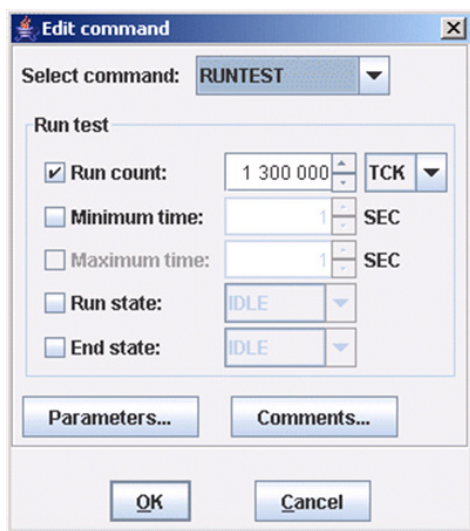 Edit command
Select command: RUNTEST
Run test
Run count: 1 300 000 TCK
Minimum time: 1 SEC
Maximum time: 1 SEC
Run state: IDLE
End state: IDLE
Parameters... Comments...
OK Cancel